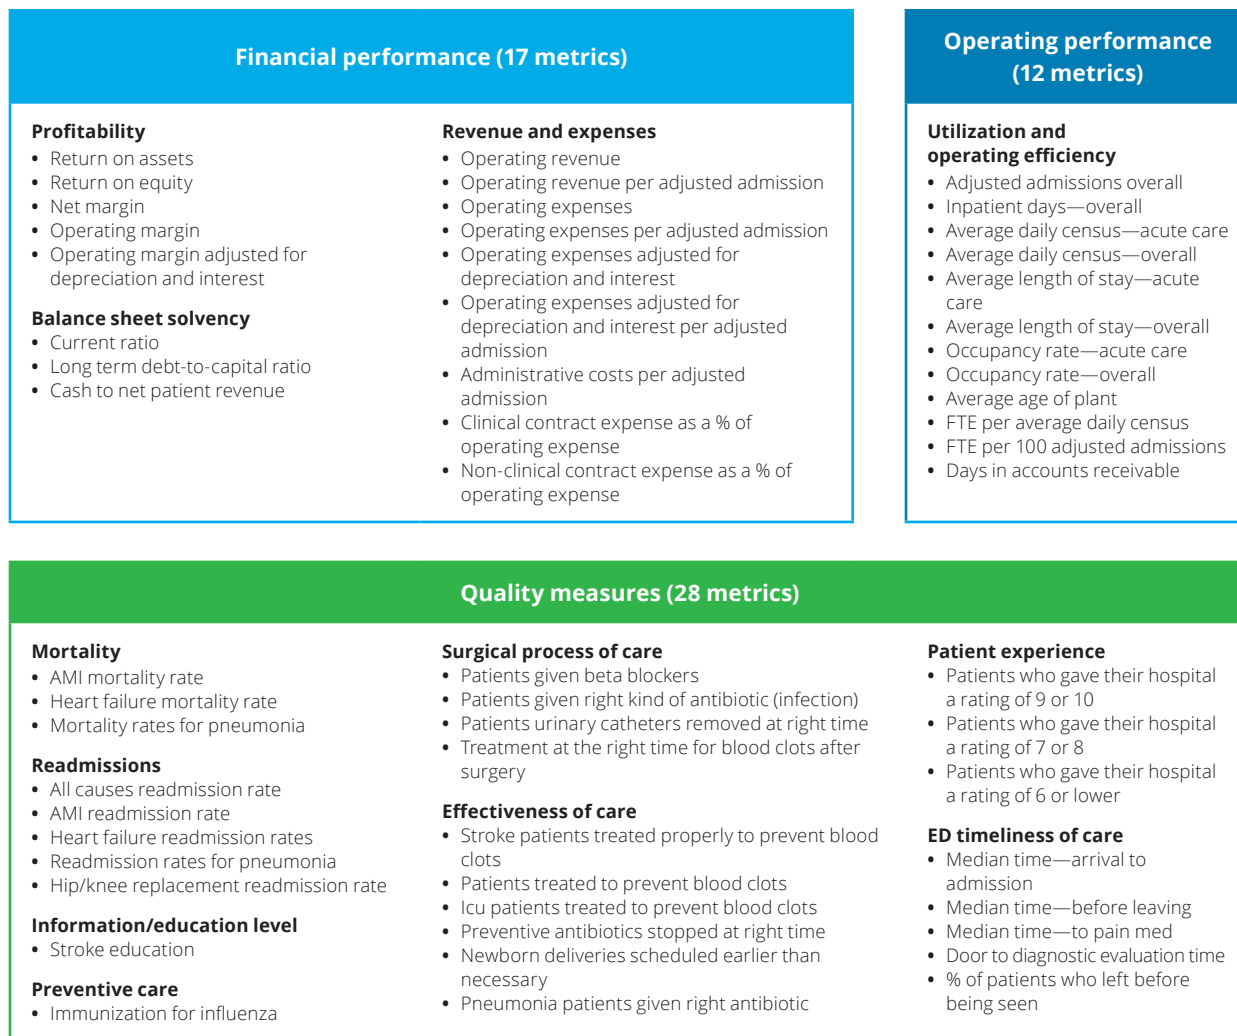 Financial performance (17 metrics)
Profitability
• Return on assets
• Return on equity
• Net margin
• Operating margin
• Operating margin adjusted for
depreciation and interest
Balance sheet solvency
• Current ratio
• Long term debt-to-capital ratio
• Cash to net patient revenue
Revenue and expenses
• Operating revenue
• Operating revenue per adjusted admission
• Operating expenses
• Operating expenses per adjusted admission
• Operating expenses adjusted for
depreciation and interest
• Operating expenses adjusted for
depreciation and interest per adjusted
admission
• Administrative costs per adjusted
admission
• Clinical contract expense as a % of
operating expense
• Non-clinical contract expense as a % of
operating expense
Operating performance
(12 metrics)
Utilization and
operating efficiency
• Adjusted admissions overall
• Inpatient days—overall
• Average daily census—acute care
• Average daily census—overall
• Average length of stay—acute
care
• Average length of stay—overall
• Occupancy rate—acute care
• Occupancy rate—overall
• Average age of plant
• FTE per average daily census
• FTE per 100 adjusted admissions
• Days in accounts receivable
Quality measures (28 metrics)
Mortality
• AMI mortality rate
• Heart failure mortality rate
• Mortality rates for pneumonia
Readmissions
• All causes readmission rate
• AMI readmission rate
• Heart failure readmission rates
• Readmission rates for pneumonia
• Hip/knee replacement readmission rate
Information/education level
• Stroke education
Preventive care
• Immunization for influenza
Surgical process of care
• Patients given beta blockers
• Patients given right kind of antibiotic (infection)
• Patients urinary catheters removed at right time
• Treatment at the right time for blood clots after
surgery
Effectiveness of care
• Stroke patients treated properly to prevent blood
clots
• Patients treated to prevent blood clots
• Icu patients treated to prevent blood clots
• Preventive antibiotics stopped at right time
• Newborn deliveries scheduled earlier than
necessary
• Pneumonia patients given right antibiotic
Patient experience
• Patients who gave their hospital
a rating of 9 or 10
• Patients who gave their hospital
a rating of 7 or 8
• Patients who gave their hospital
a rating of 6 or lower
ED timeliness of care
• Median time—arrival to
admission
• Median time—before leaving
• Median time—to pain med
• Door to diagnostic evaluation time
• % of patients who left before
being seen